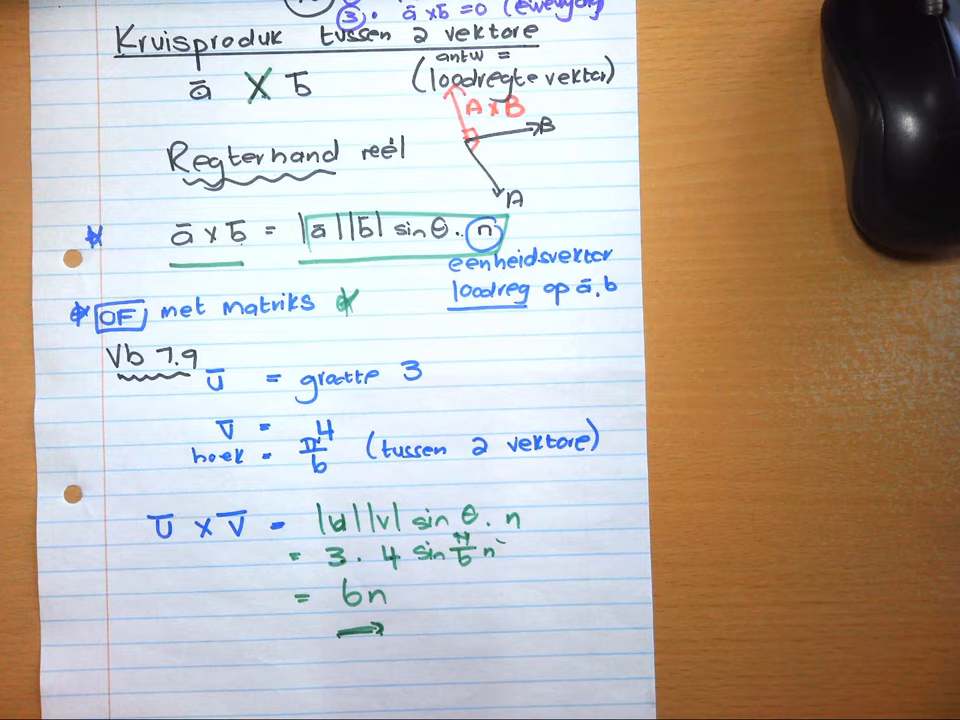 3. ā x b̄ = 0 (ewewydig
Kruisproduk tussen 2 vektore
antw =
ā X b̄ (loodregte vektor)
A x B
B
Regterhand reël
A
* ā x b̄ = |ā||b̄| sin θ . n
eenheidsvektor
loodreg op ā, b
* OF met matriks *
Vb 7.9
ū = grootte 3
v̄ = 4
hoek = π/6 (tussen 2 vektore)
ū x v̄ = |u||v| sin θ . n
= 3 . 4 sin π/6 n
= 6n